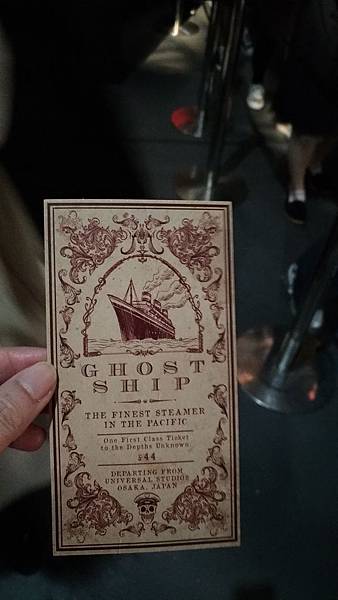 GHOST
SHIP
THE FINEST STEAMER
IN THE PACIFIC
One First Class Ticket
to the Depths Unknown
$44
DEPARTING FROM
UNIVERSAL STUDIOS
OSAKA, JAPAN